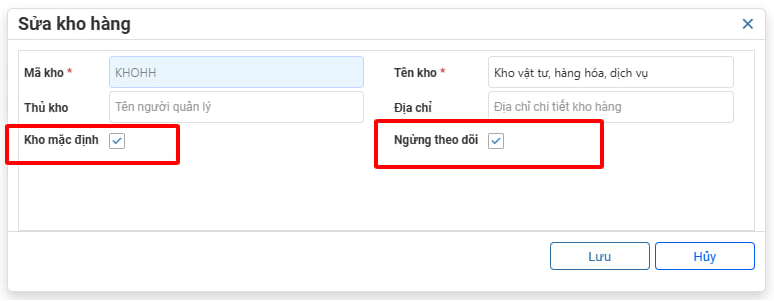 Sửa kho hàng
Mã kho * KHOHH Tên kho * Kho vật tư, hàng hóa, dịch vụ
Thủ kho Tên người quản lý Địa chỉ Địa chỉ chi tiết kho hàng
Kho mặc định Ngừng theo dõi
Lưu Hủy